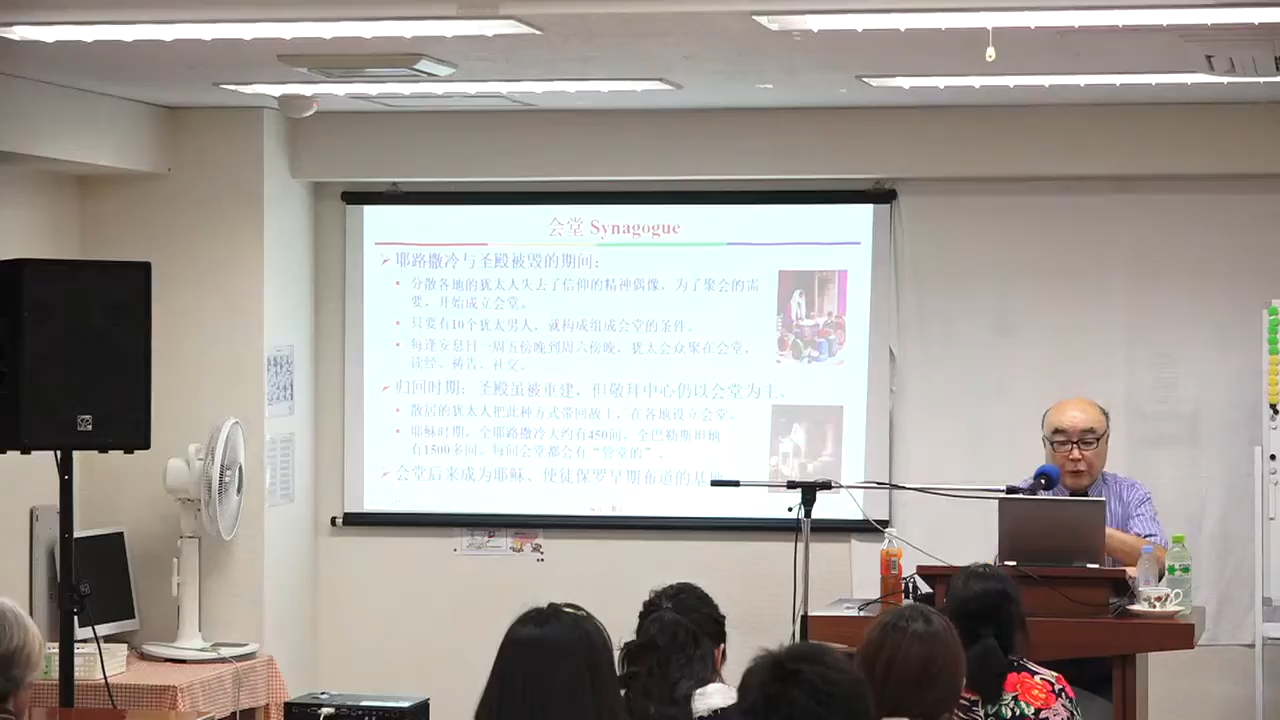 会堂 Synagogue
耶路撒冷与圣殿被毁的期间：
分散各地的犹太人失去了信仰的精神偶像，为了聚会的需
要，开始成立会堂。
只要有10个犹太男人，就构成组成会堂的条件。
每逢安息日一周五傍晚到周六傍晚，犹太会众聚在会堂，
读经、祷告、社交。
归回时期：圣殿虽被重建，但敬拜中心仍以会堂为主。
散居的犹太人把此种方式带回故土，在各地设立会堂。
耶稣时期，全耶路撒冷大约有450间，全巴勒斯坦地
有1500多间。每间会堂都会有“管堂的”。
会堂后来成为耶稣、使徒保罗早期布道的基地